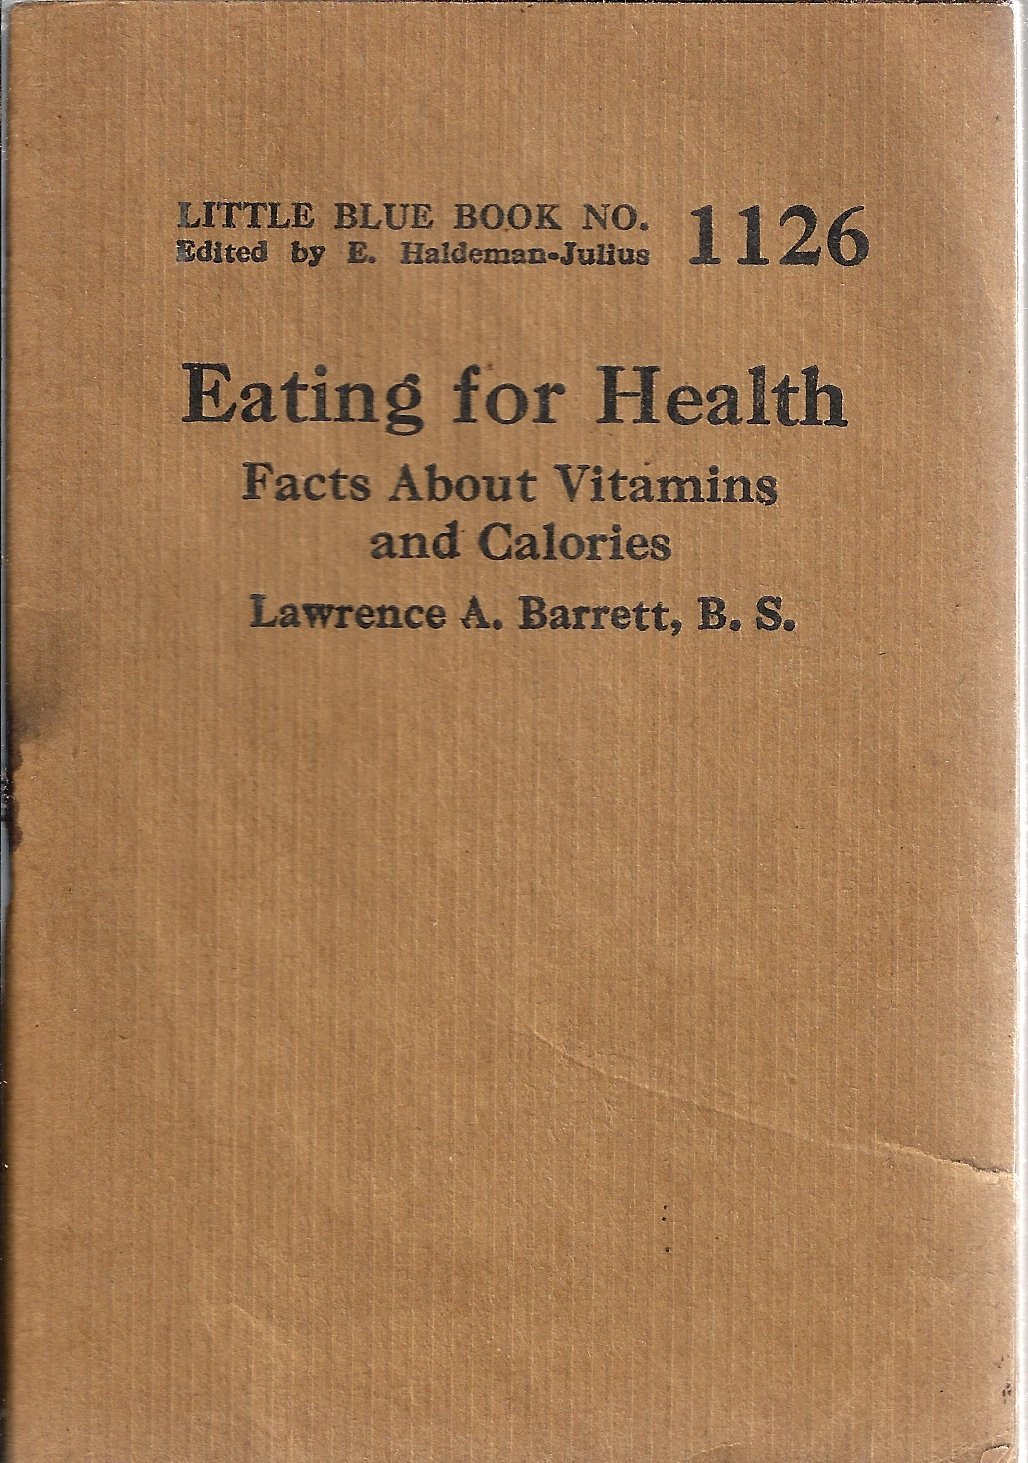 LITTLE BLUE BOOK NO. 1126
Edited by E. Haldeman-Julius
Eating for Health
Facts About Vitamins
and Calories
Lawrence A. Barrett, B. S.